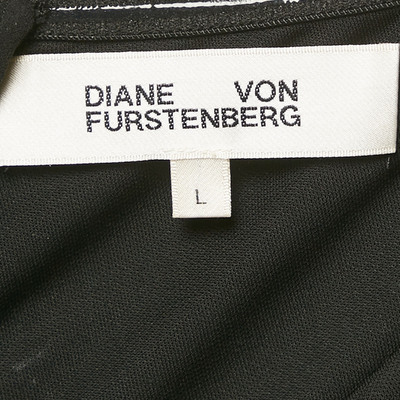 DIANE VON
FURSTENBERG
L